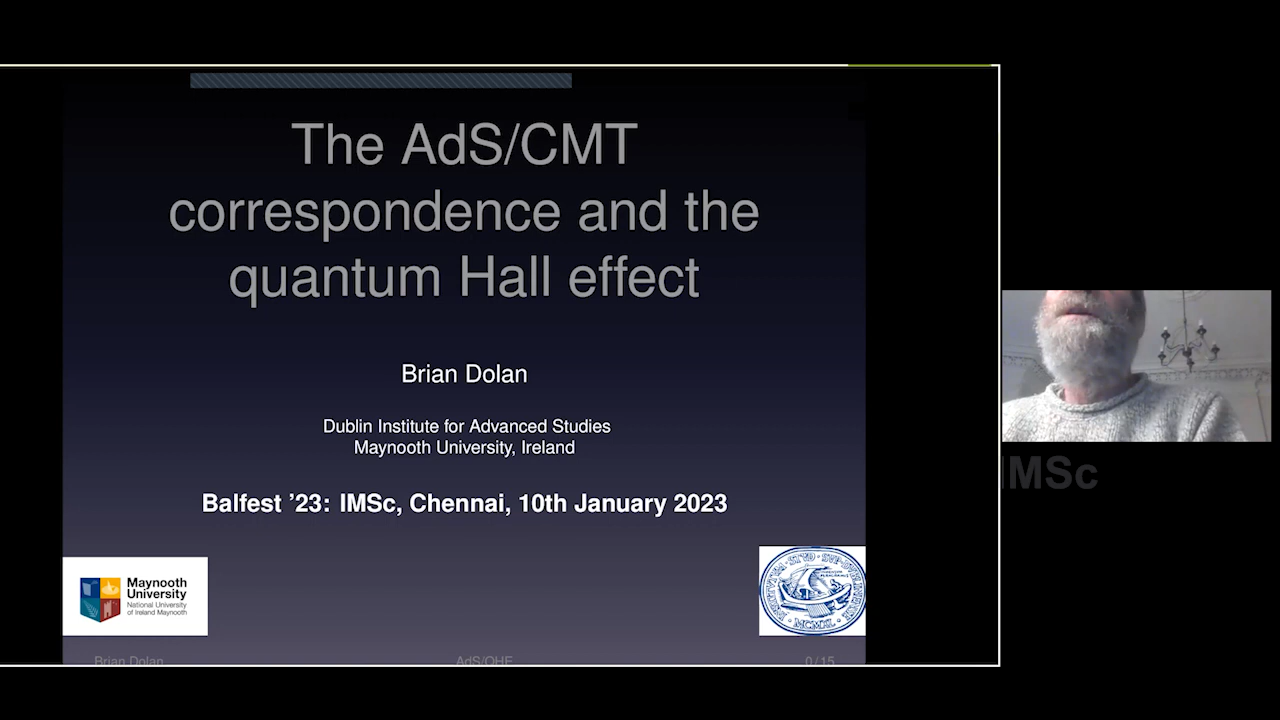 The AdS/CMT
correspondence and the
quantum Hall effect
Brian Dolan
Dublin Institute for Advanced Studies
Maynooth University, Ireland
Balfest ’23: IMSc, Chennai, 10th January 2023
Maynooth
University
National University
of Ireland Maynooth
MCMXL
Brian Dolan
AdS/QHE
0/15
IMSc